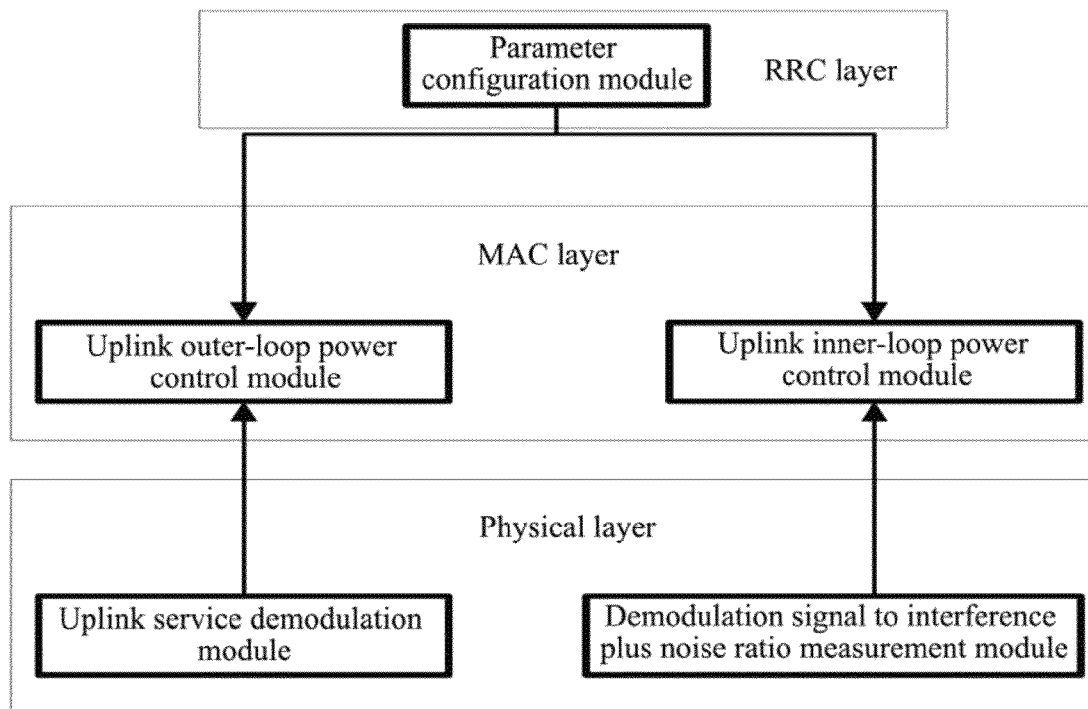 Parameter
configuration module
RRC layer
MAC layer
Uplink outer-loop power
control module
Uplink inner-loop power
control module
Physical layer
Uplink service demodulation
module
Demodulation signal to interference
plus noise ratio measurement module